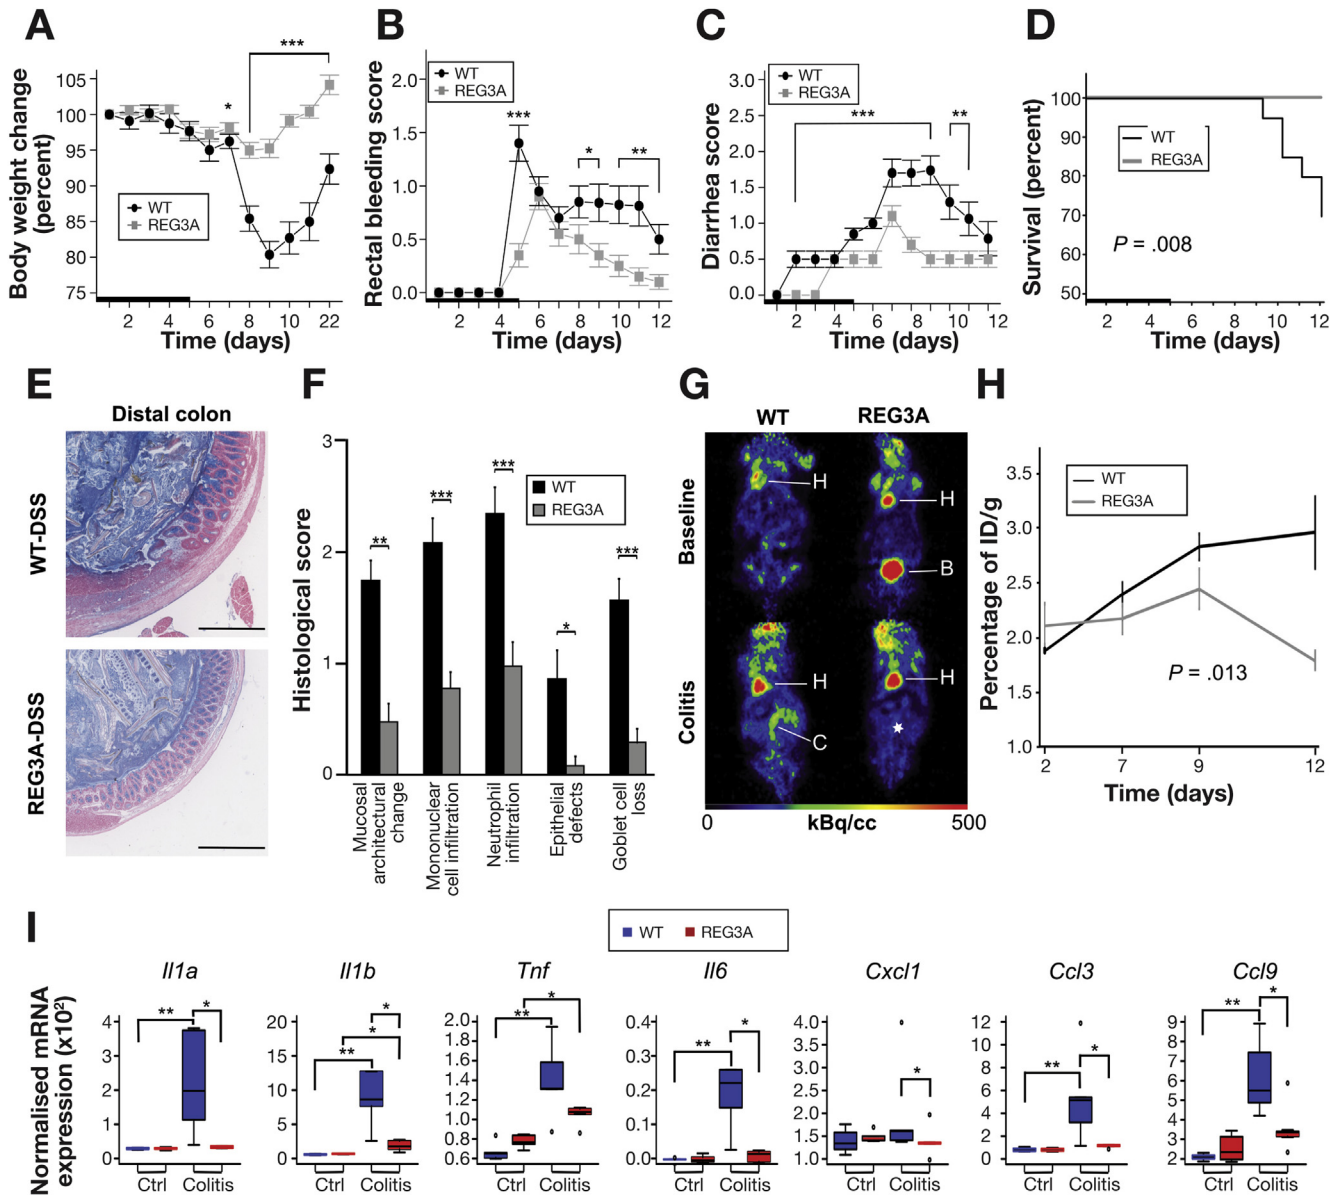 A
B
C
D
Body weight change
(percent)
105
100
95
90
85
80
75
*
***
WT
REG3A
2 4 6 8 10 22
Time (days)
Rectal bleeding score
2.0
1.5
1.0
0.5
0.0
WT
REG3A
***
*
**
2 4 6 8 10 12
Time (days)
Diarrhea score
3.0
2.5
2.0
1.5
1.0
0.5
0.0
WT
REG3A
***
**
2 4 6 8 10 12
Time (days)
Survival (percent)
100
90
80
70
60
50
WT
REG3A
P = .008
2 4 6 8 10 12
Time (days)
E
F
G
H
Distal colon
WT-DSS
REG3A-DSS
Histological score
3
2
1
0
**
***
***
*
***
WT
REG3A
Mucosal
architectural
change
Mononuclear
cell infiltration
Neutrophil
infiltration
Epithelial
defects
Goblet cell
loss
WT REG3A
Baseline
H
H
B
Colitis
H
H
C
0 kBq/cc 500
Percentage of ID/g
3.5
3.0
2.5
2.0
1.5
1.0
WT
REG3A
P = .013
2 7 9 12
Time (days)
I
WT REG3A
Normalised mRNA
expression (x10²)
Il1a
4
3
2
1
0
** *
Ctrl Colitis
Il1b
20
15
10
5
0
*
*
**
Ctrl Colitis
Tnf
2.0
1.8
1.6
1.4
1.2
1.0
0.8
0.6
*
**
Ctrl Colitis
Il6
0.4
0.3
0.2
0.1
0.0
*
**
Ctrl Colitis
Cxcl1
4.0
3.5
3.0
2.5
2.0
1.5
1.0
*
Ctrl Colitis
Ccl3
12
10
8
6
4
2
0
*
**
Ctrl Colitis
Ccl9
9
8
7
6
5
4
3
2
** *
Ctrl Colitis